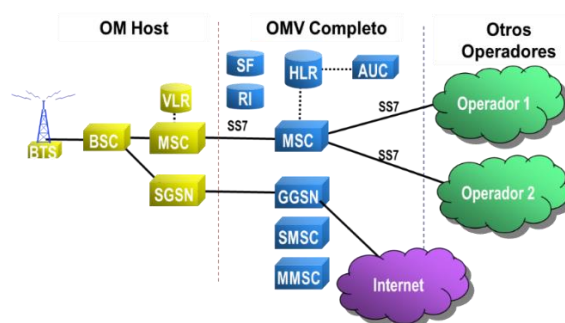 OM Host
OMV Completo
Otros
Operadores
SF
HLR
AUC
VLR
RI
Operador 1
SS7
BTS
BSC
MSC
SS7
MSC
SS7
Operador 2
SGSN
GGSN
SMSC
MMSC
Internet